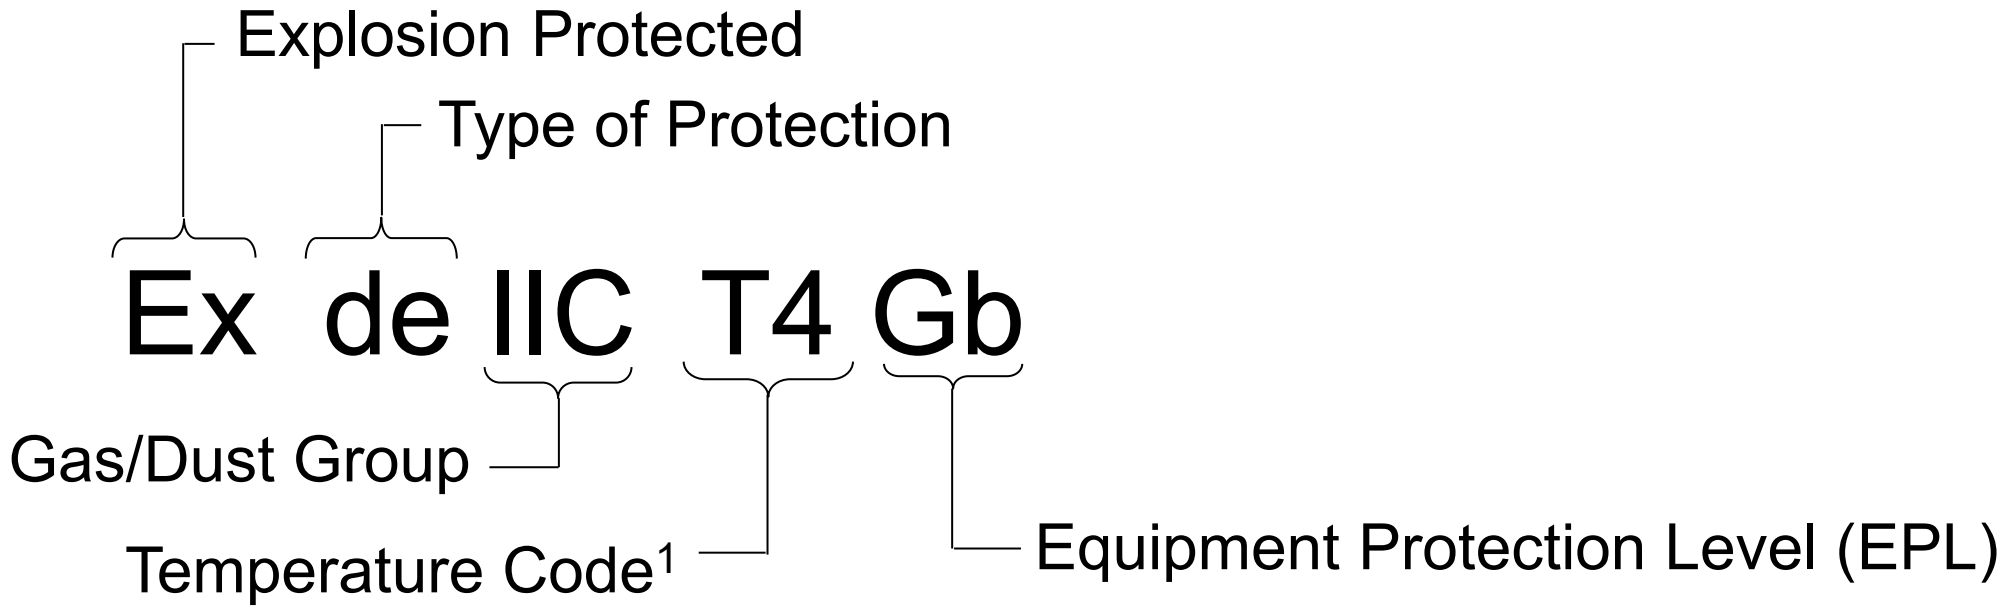 Explosion Protected
Type of Protection
Ex de IIC T4 Gb
Gas/Dust Group
Temperature Code¹
Equipment Protection Level (EPL)